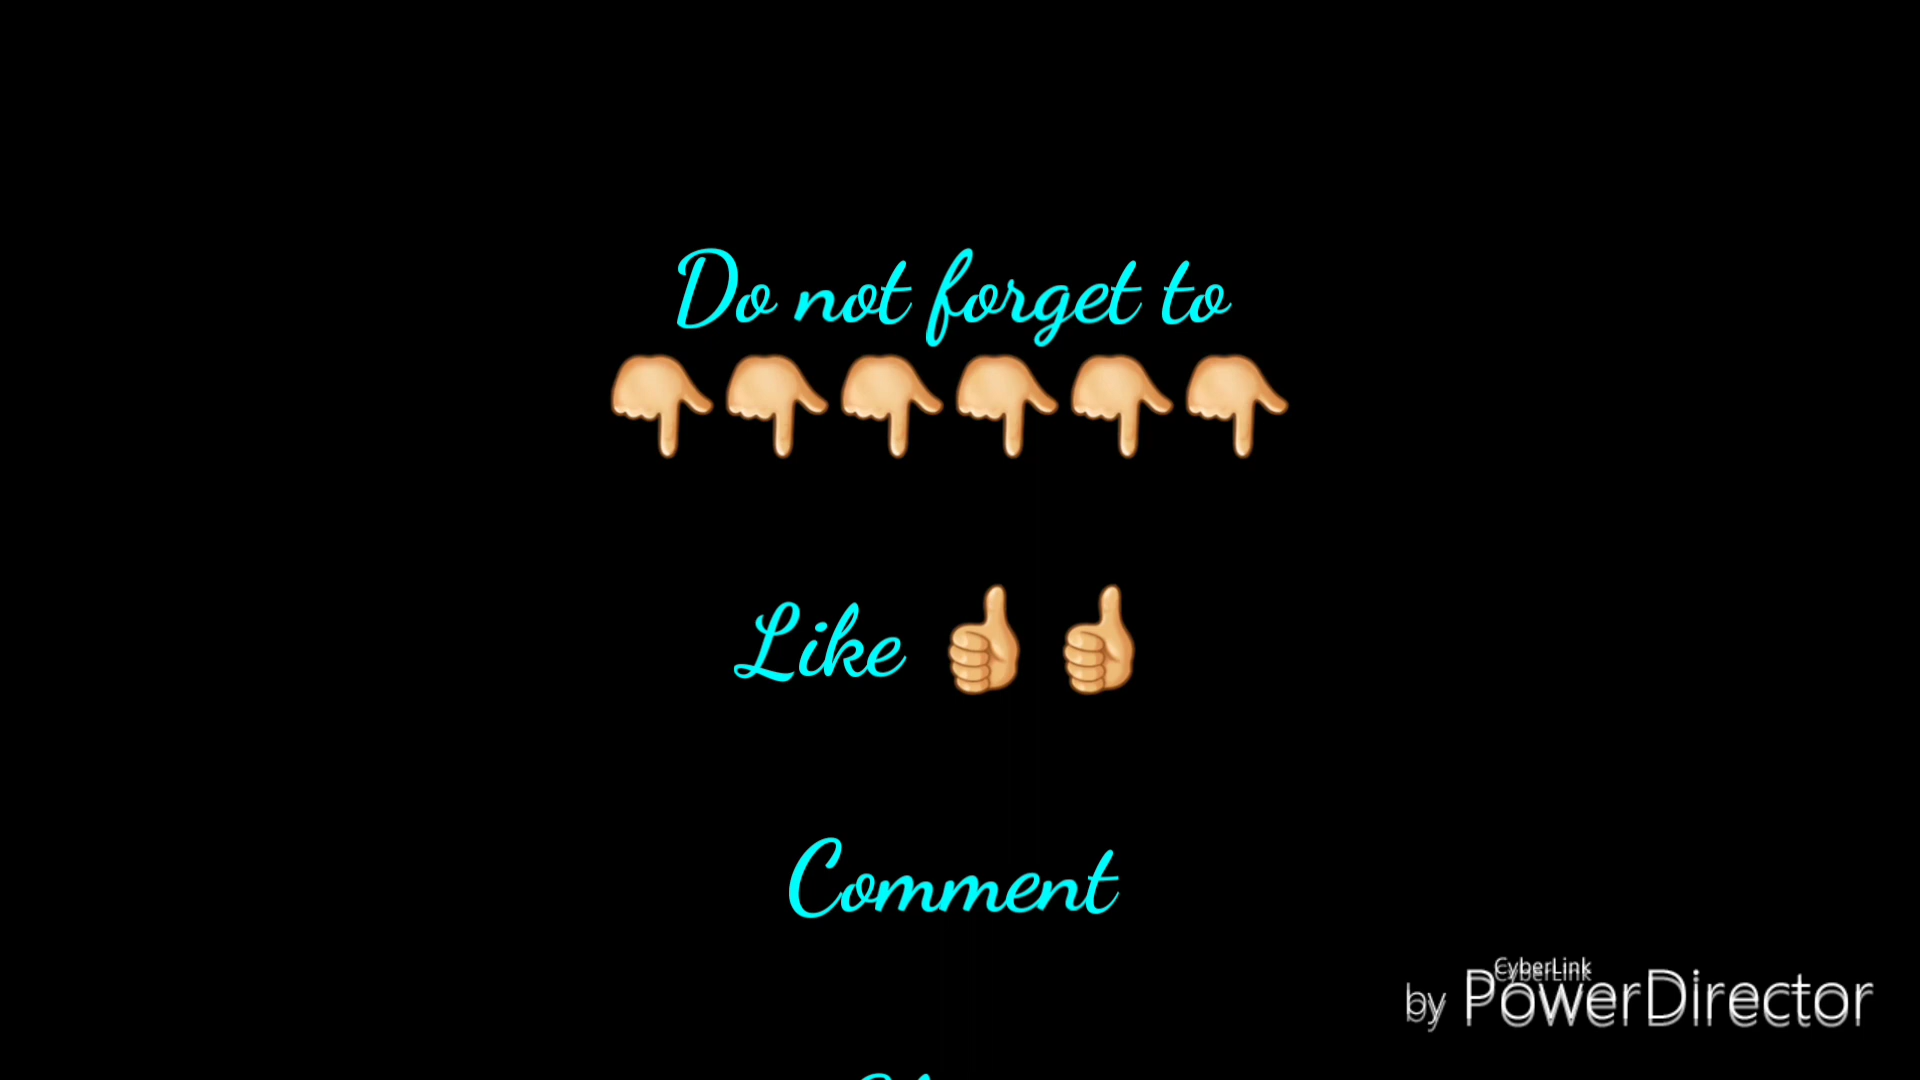 Do not forget to
👇👇👇👇👇👇
Like 👍👍
Comment
CyberLink
by PowerDirector